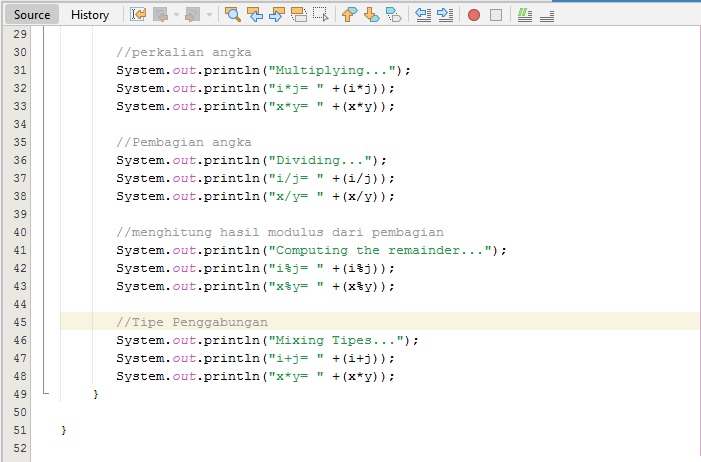 Source History
29
30 //perkalian angka
31 System.out.println("Multiplying...");
32 System.out.println("i*j= " +(i*j));
33 System.out.println("x*y= " +(x*y));
34
35 //Pembagian angka
36 System.out.println("Dividing...");
37 System.out.println("i/j= " +(i/j));
38 System.out.println("x/y= " +(x/y));
39
40 //menghitung hasil modulus dari pembagian
41 System.out.println("Computing the remainder...");
42 System.out.println("i%j= " +(i%j));
43 System.out.println("x%y= " +(x%y));
44
45 //Tipe Penggabungan
46 System.out.println("Mixing Tipes...");
47 System.out.println("i+j= " +(i+j));
48 System.out.println("x*y= " +(x*y));
49 }
50
51 }
52